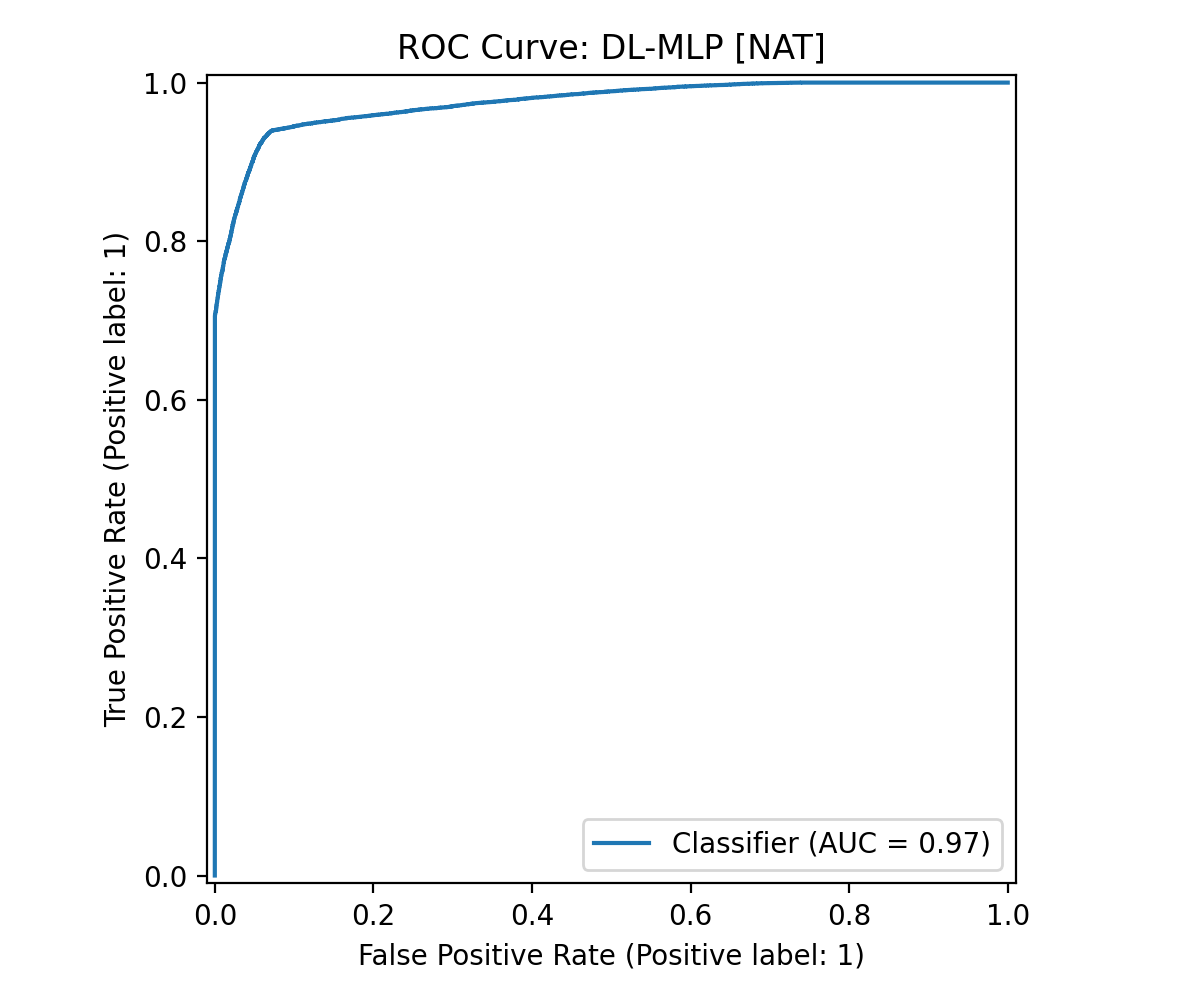 ROC Curve: DL-MLP [NAT]
True Positive Rate (Positive label: 1)
1.0
0.8
0.6
0.4
0.2
0.0
Classifier (AUC = 0.97)
0.0 0.2 0.4 0.6 0.8 1.0
False Positive Rate (Positive label: 1)